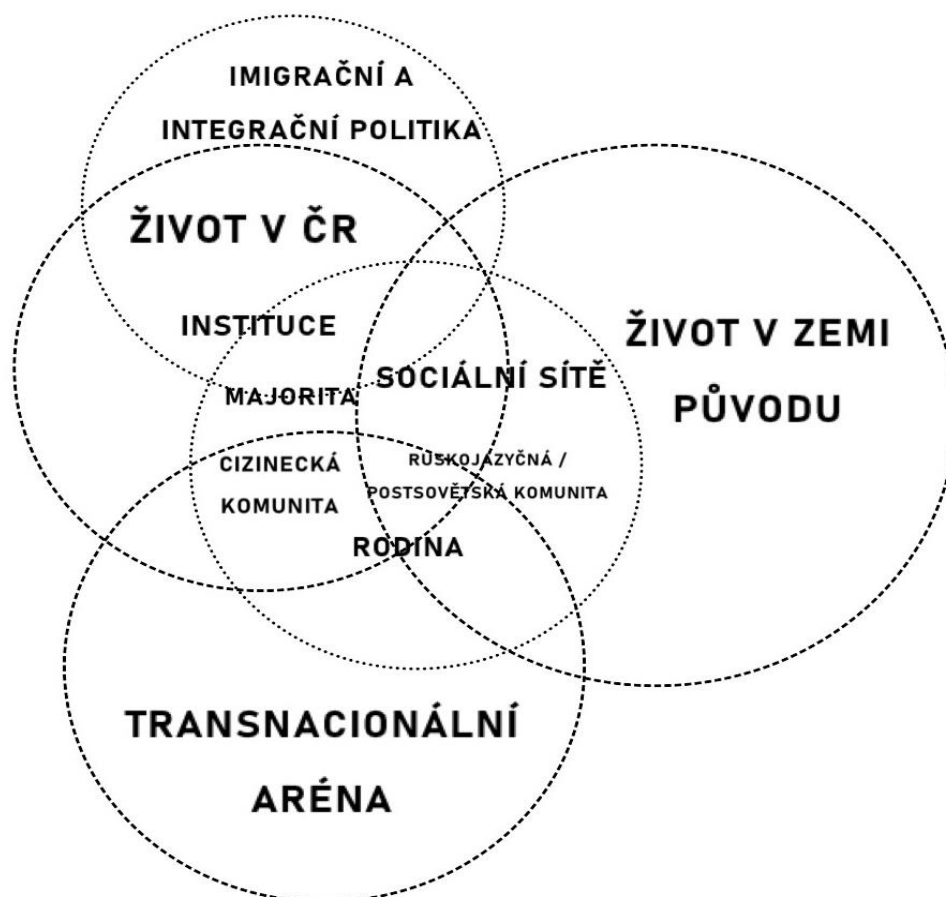 IMIGRAČNÍ A
INTEGRAČNÍ POLITIKA
ŽIVOT V ČR
INSTITUCE
ŽIVOT V ZEMI
PŮVODU
SOCIÁLNÍ SÍTĚ
MAJORITA
CIZINECKÁ
KOMUNITA
RUSKOJAZYČNÁ /
POSTSOVĚTSKÁ KOMUNITA
RODINA
TRANSNACIONÁLNÍ
ARÉNA